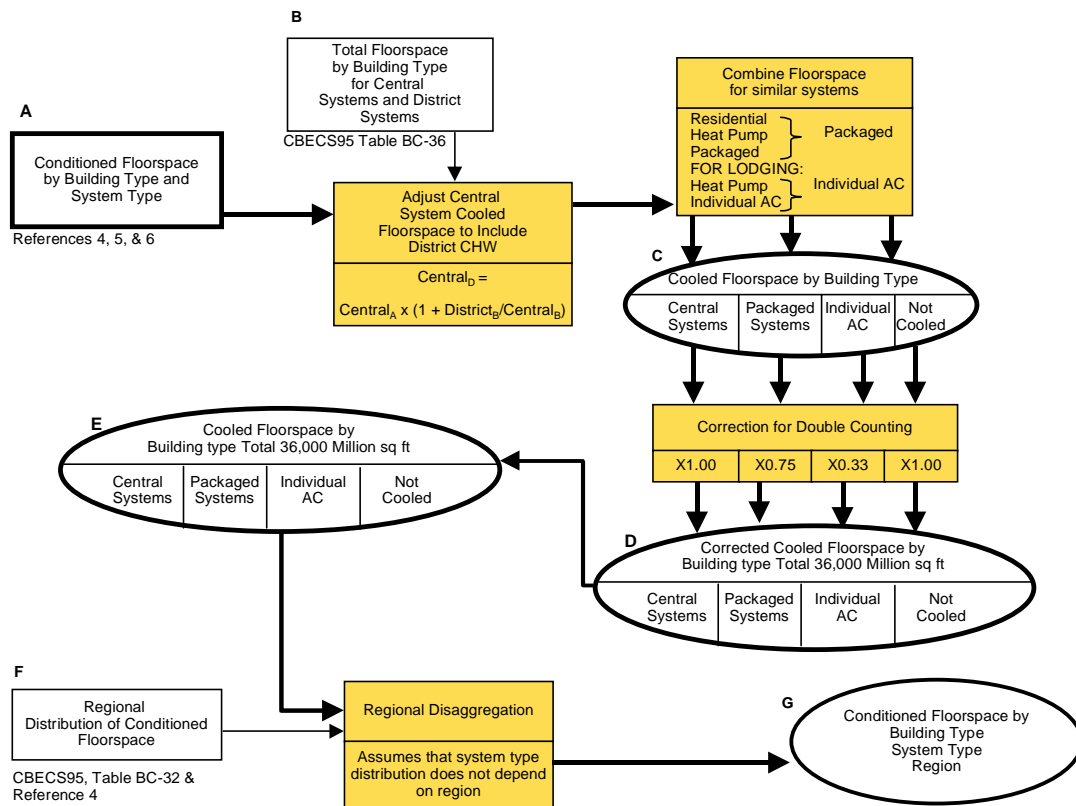 A
Conditioned Floorspace
by Building Type and
System Type
References 4, 5, & 6
B
Total Floorspace
by Building Type
for Central
Systems and District
Systems
CBECS95 Table BC-36
Adjust Central
System Cooled
Floorspace to Include
District CHW
Central_D =
Central_A x (1 + District_B/Central_B)
Combine Floorspace
for similar systems
Residential
Heat Pump
Packaged
Packaged
FOR LODGING:
Heat Pump
Individual AC
Individual AC
C
Cooled Floorspace by Building Type
Central
Systems
Packaged
Systems
Individual
AC
Not
Cooled
Correction for Double Counting
X1.00
X0.75
X0.33
X1.00
D
Corrected Cooled Floorspace by
Building type Total 36,000 Million sq ft
Central
Systems
Packaged
Systems
Individual
AC
Not
Cooled
E
Cooled Floorspace by
Building type Total 36,000 Million sq ft
Central
Systems
Packaged
Systems
Individual
AC
Not
Cooled
F
Regional
Distribution of Conditioned
Floorspace
CBECS95, Table BC-32 &
Reference 4
Regional Disaggregation
Assumes that system type
distribution does not depend
on region
G
Conditioned Floorspace by
Building Type
System Type
Region